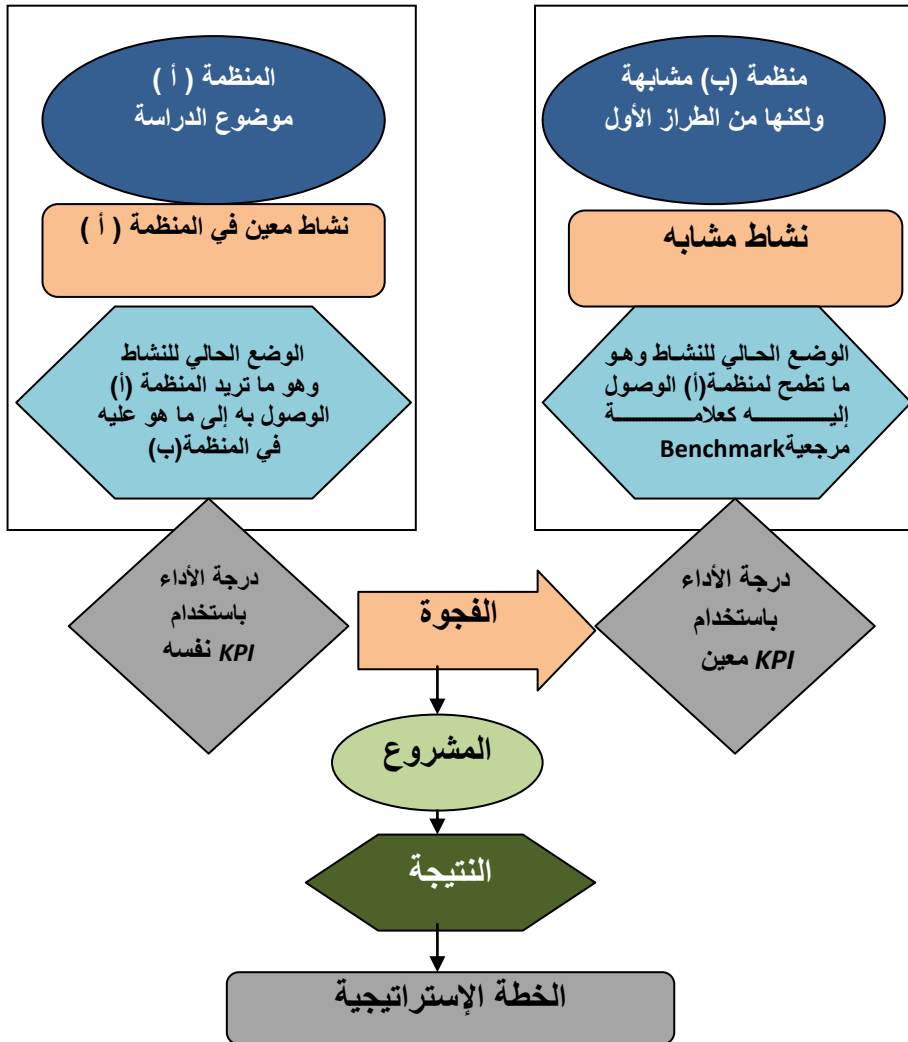 المنظمة ( أ )
موضوع الدراسة
نشاط معين في المنظمة ( أ )
الوضع الحالي للنشاط
وهو ما تريد المنظمة (أ)
الوصول به إلى ما هو عليه
في المنظمة(ب)
درجة الأداء
باستخدام
KPI نفسه
منظمة (ب) مشابهة
ولكنها من الطراز الأول
نشاط مشابه
الوضع الحالي للنشاط وهو
ما تطمح لمنظمة(أ) الوصول
إليـــــــــه كعلامـــــــــة
مرجعيةBenchmark
درجة الأداء
باستخدام
KPI معين
الفجوة
المشروع
النتيجة
الخطة الإستراتيجية